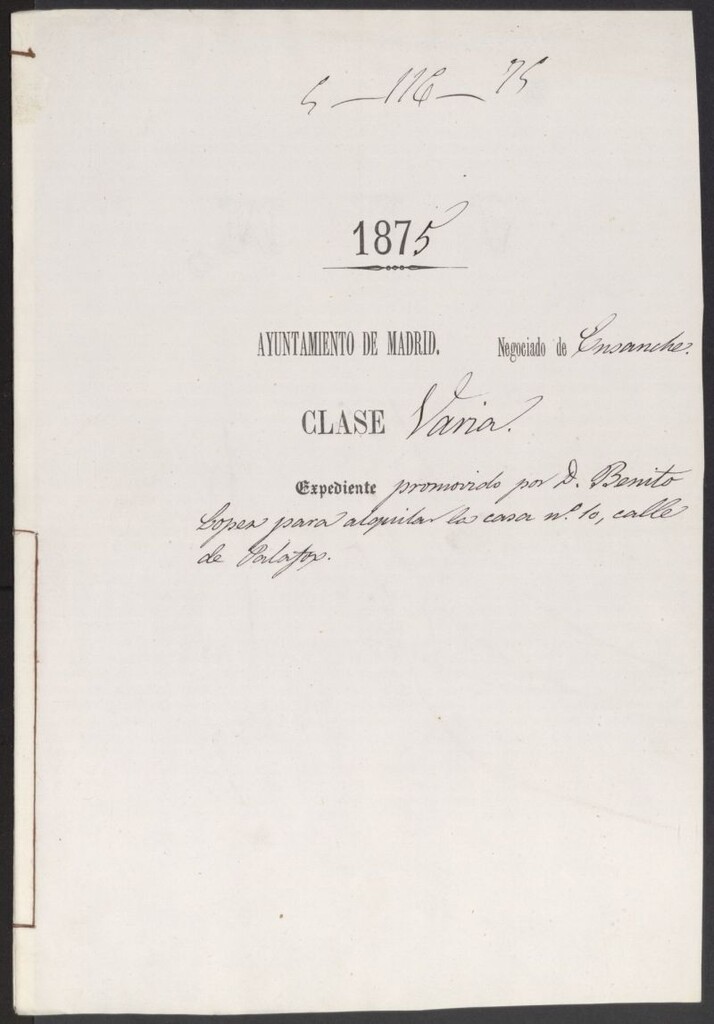 5 — 116 — 75
1875
AYUNTAMIENTO DE MADRID. Negociado de Ensanche.
CLASE Varia.
Expediente promovido por D. Benito
Lopez para alquilar la casa nº 10, calle
de Palafox.